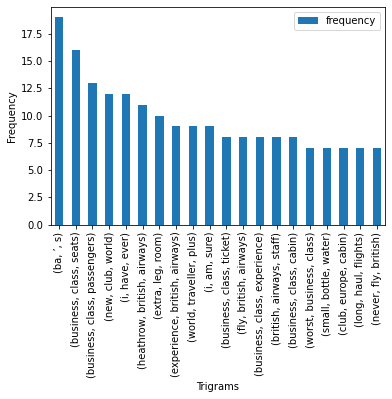 frequency
Frequency
17.5
15.0
12.5
10.0
7.5
5.0
2.5
0.0
(ba, ’, s)
(business, class, seats)
(business, class, passengers)
(new, club, world)
(i, have, ever)
(heathrow, british, airways)
(extra, leg, room)
(experience, british, airways)
(world, traveller, plus)
(i, am, sure)
(business, class, ticket)
(fly, british, airways)
(business, class, experience)
(british, airways, staff)
(business, class, cabin)
(worst, business, class)
(small, bottle, water)
(club, europe, cabin)
(long, haul, flights)
(never, fly, british)
Trigrams